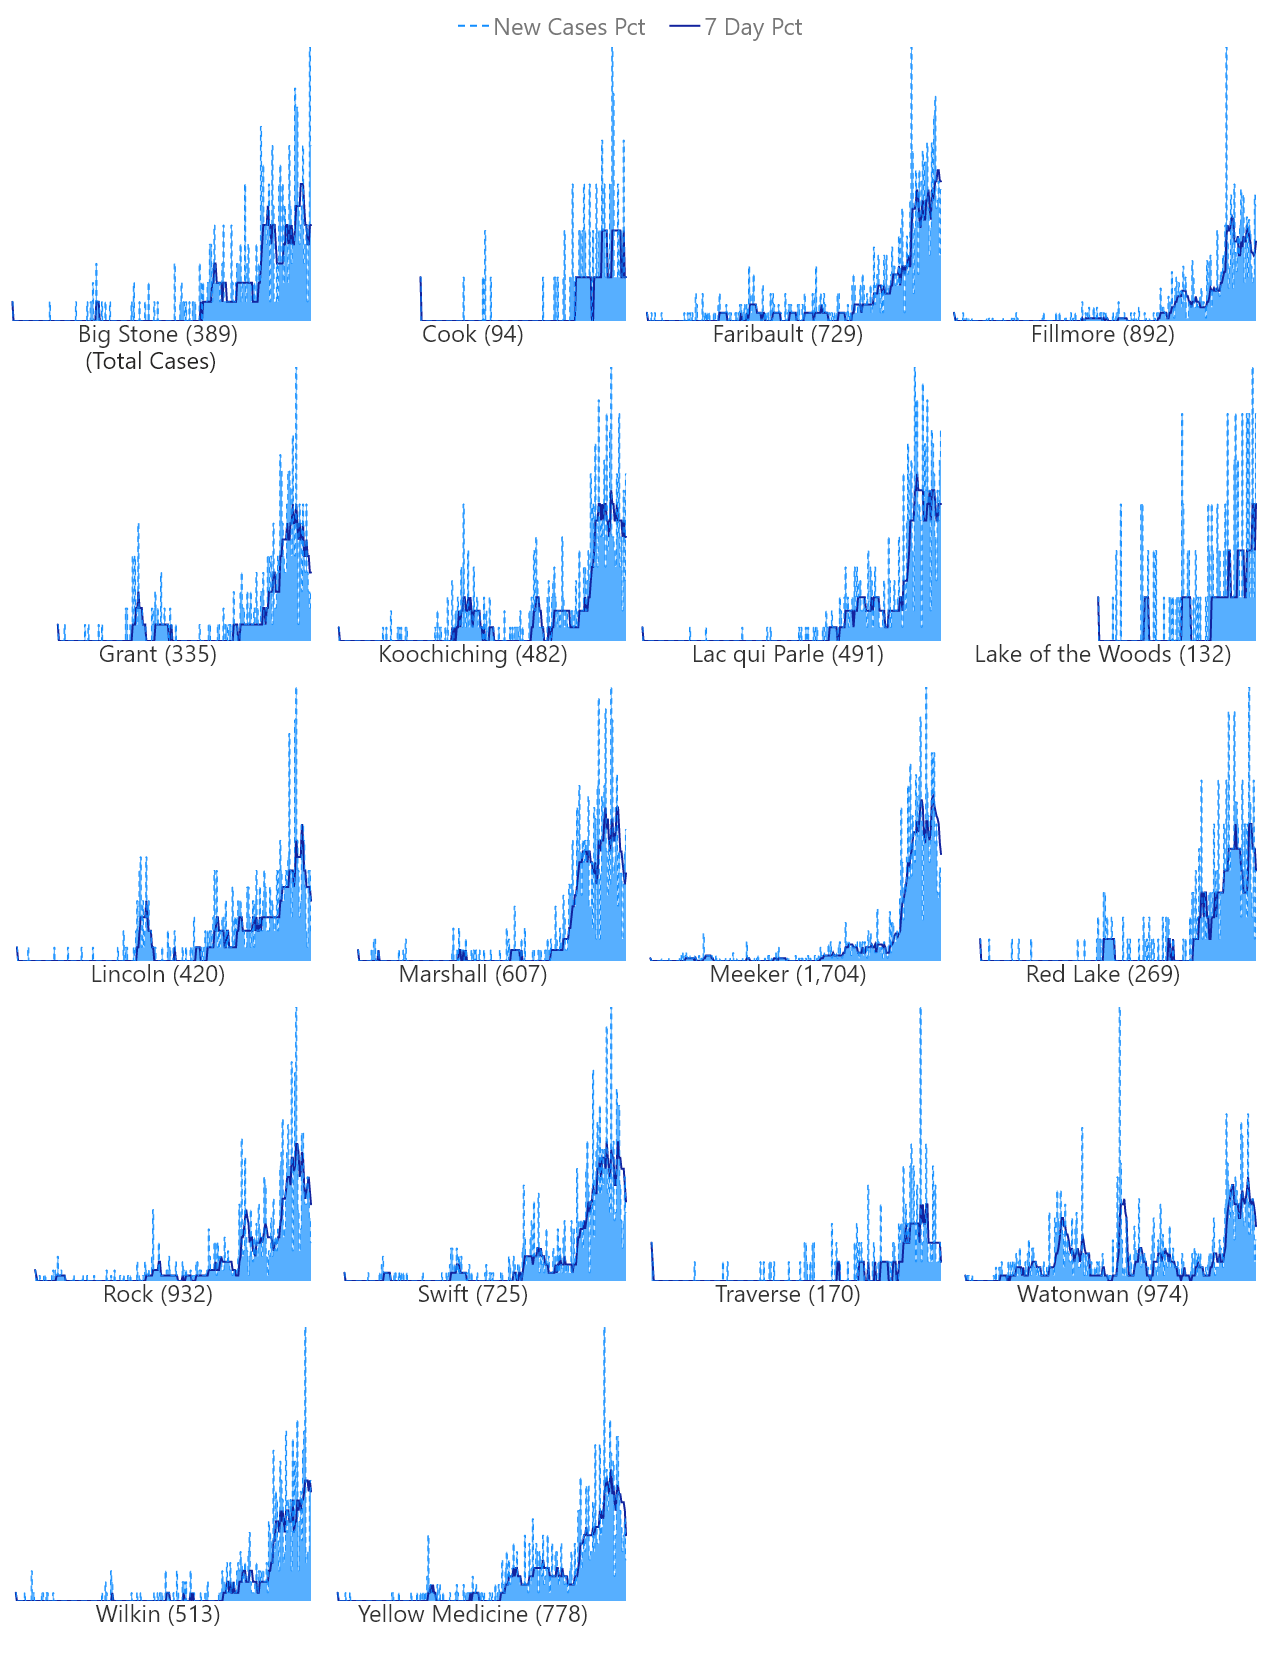 New Cases Pct 7 Day Pct
Big Stone (389) Cook (94) Faribault (729) Fillmore (892)
(Total Cases)
Grant (335) Koochiching (482) Lac qui Parle (491) Lake of the Woods (132)
Lincoln (420) Marshall (607) Meeker (1,704) Red Lake (269)
Rock (932) Swift (725) Traverse (170) Watonwan (974)
Wilkin (513) Yellow Medicine (778)